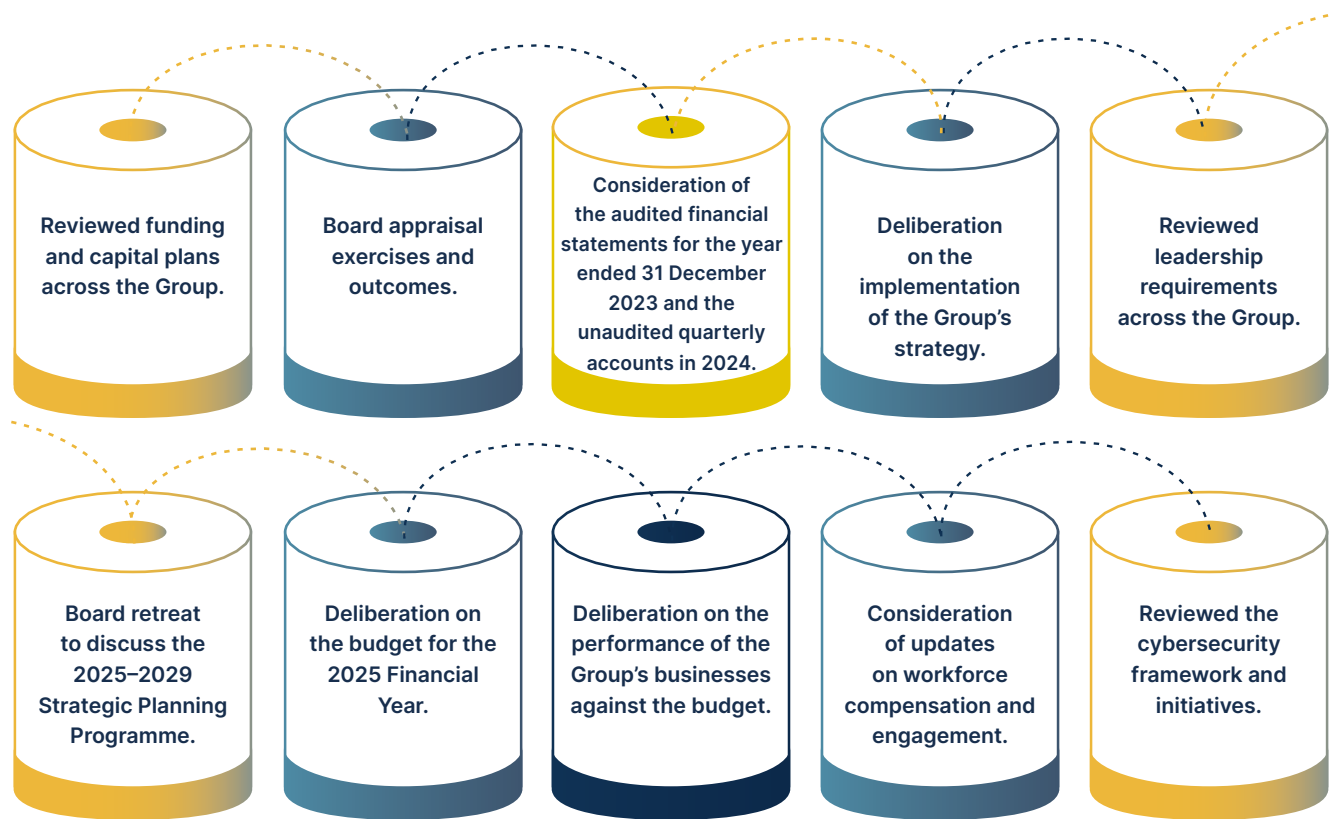 Reviewed funding
and capital plans
across the Group.
Board appraisal
exercises and
outcomes.
Consideration of
the audited financial
statements for the year
ended 31 December
2023 and the
unaudited quarterly
accounts in 2024.
Deliberation
on the
implementation
of the Group’s
strategy.
Reviewed
leadership
requirements
across the Group.
Board retreat
to discuss the
2025–2029
Strategic Planning
Programme.
Deliberation on
the budget for the
2025 Financial
Year.
Deliberation on the
performance of the
Group’s businesses
against the budget.
Consideration
of updates
on workforce
compensation and
engagement.
Reviewed the
cybersecurity
framework and
initiatives.